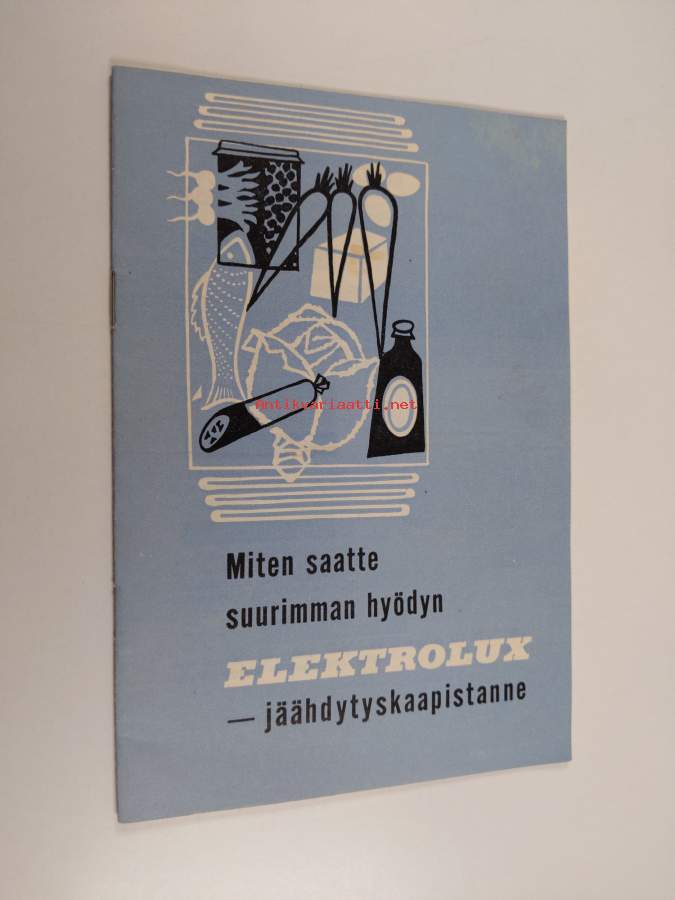 Antikvariaatti.net
Miten saatte
suurimman hyödyn
ELEKTROLUX
— jäähdytyskaapistanne